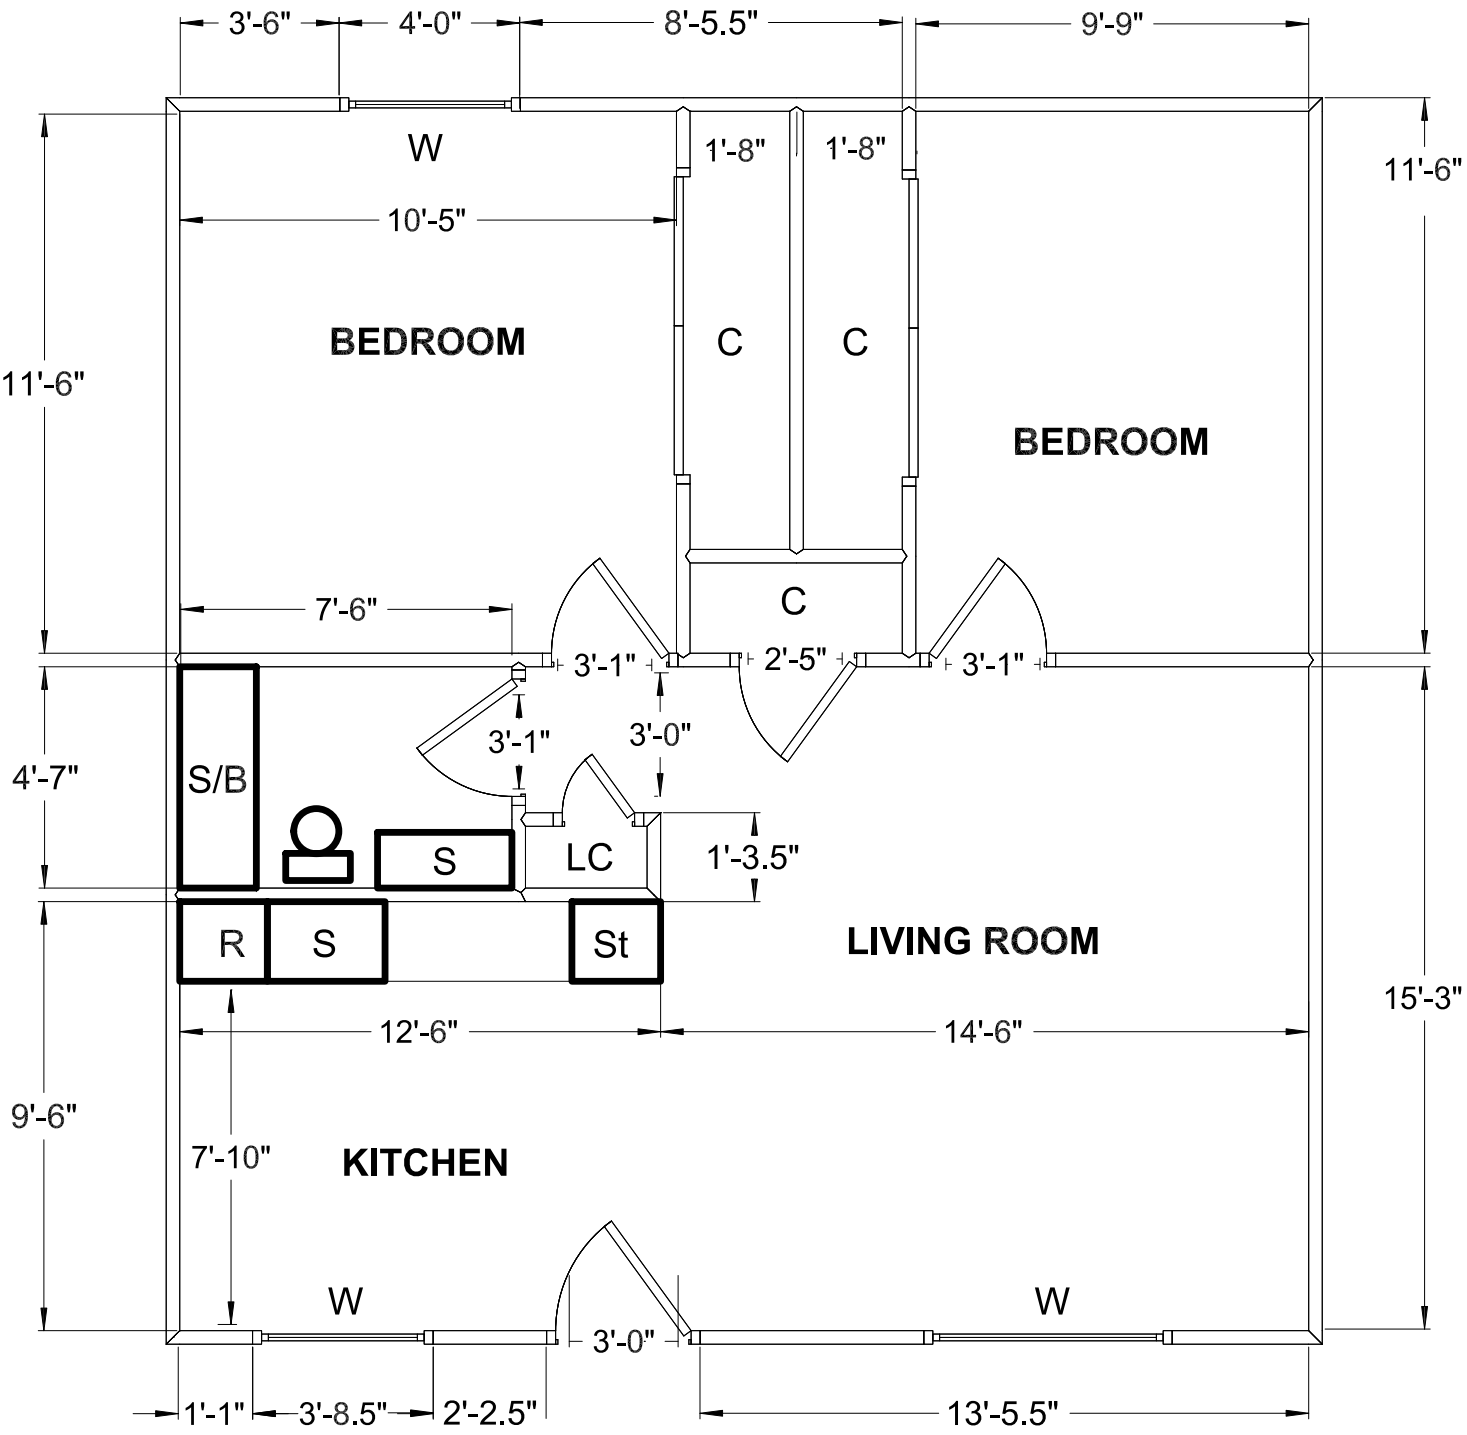 3'-6" 4'-0" 8'-5.5" 9'-9"
W
1'-8" 1'-8"
11'-6"
10'-5"
BEDROOM
C
C
11'-6"
BEDROOM
C
7'-6"
3'-1" 2'-5" 3'-1"
3'-1"
3'-0"
4'-7"
S/B
S
LC
1'-3.5"
R
S
St
LIVING ROOM
15'-3"
12'-6"
14'-6"
9'-6"
7'-10"
KITCHEN
W
W
3'-0"
1'-1" 3'-8.5" 2'-2.5" 13'-5.5"